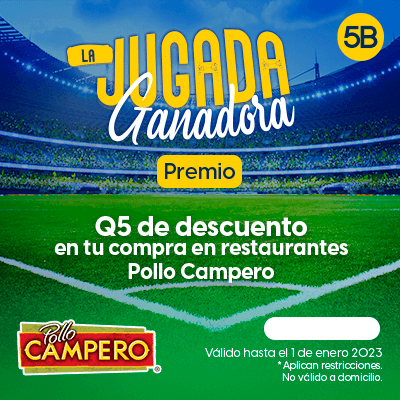 5B
LA
JUGADA
Ganadora
Premio
Q5 de descuento
en tu compra en restaurantes
Pollo Campero
Pollo
CAMPERO®
Válido hasta el 1 de enero 2023
*Aplican restricciones.
No válido a domicilio.